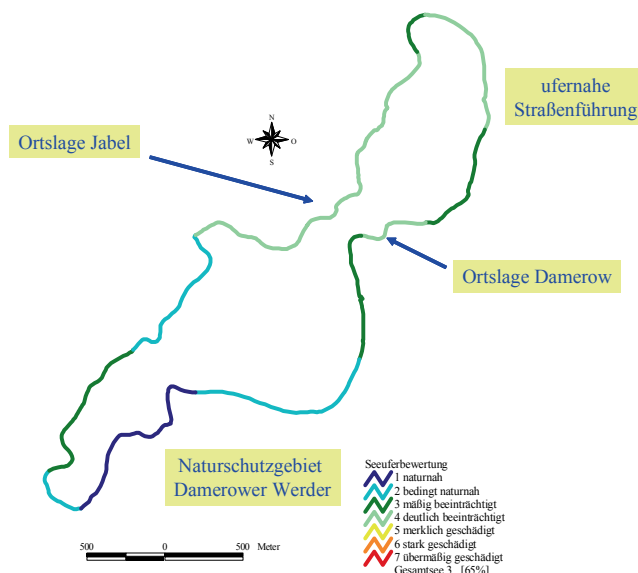 ufernahe
Straßenführung
N
W O
S
Ortslage Jabel
Ortslage Damerow
Naturschutzgebiet
Damerower Werder
Seeuferbewertung
1 naturnah
2 bedingt naturnah
3 mäßig beeinträchtigt
4 deutlich beeinträchtigt
5 merklich geschädigt
6 stark geschädigt
7 übermäßig geschädigt
Gesamtsee 3 [65%]
500 0 500 Meter